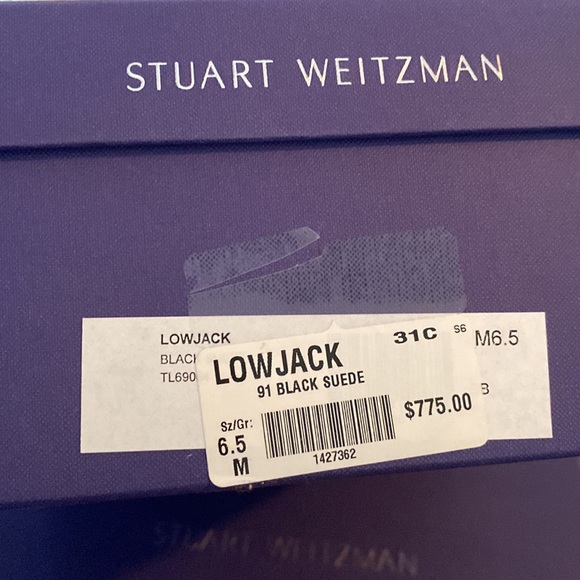 STUART WEITZMAN
LOWJACK
BLAC
TL690
M6.5
B
LOWJACK
31C S6
91 BLACK SUEDE
Sz/Gr:
6.5
M
$775.00
1427362
STUART WEITZMAN